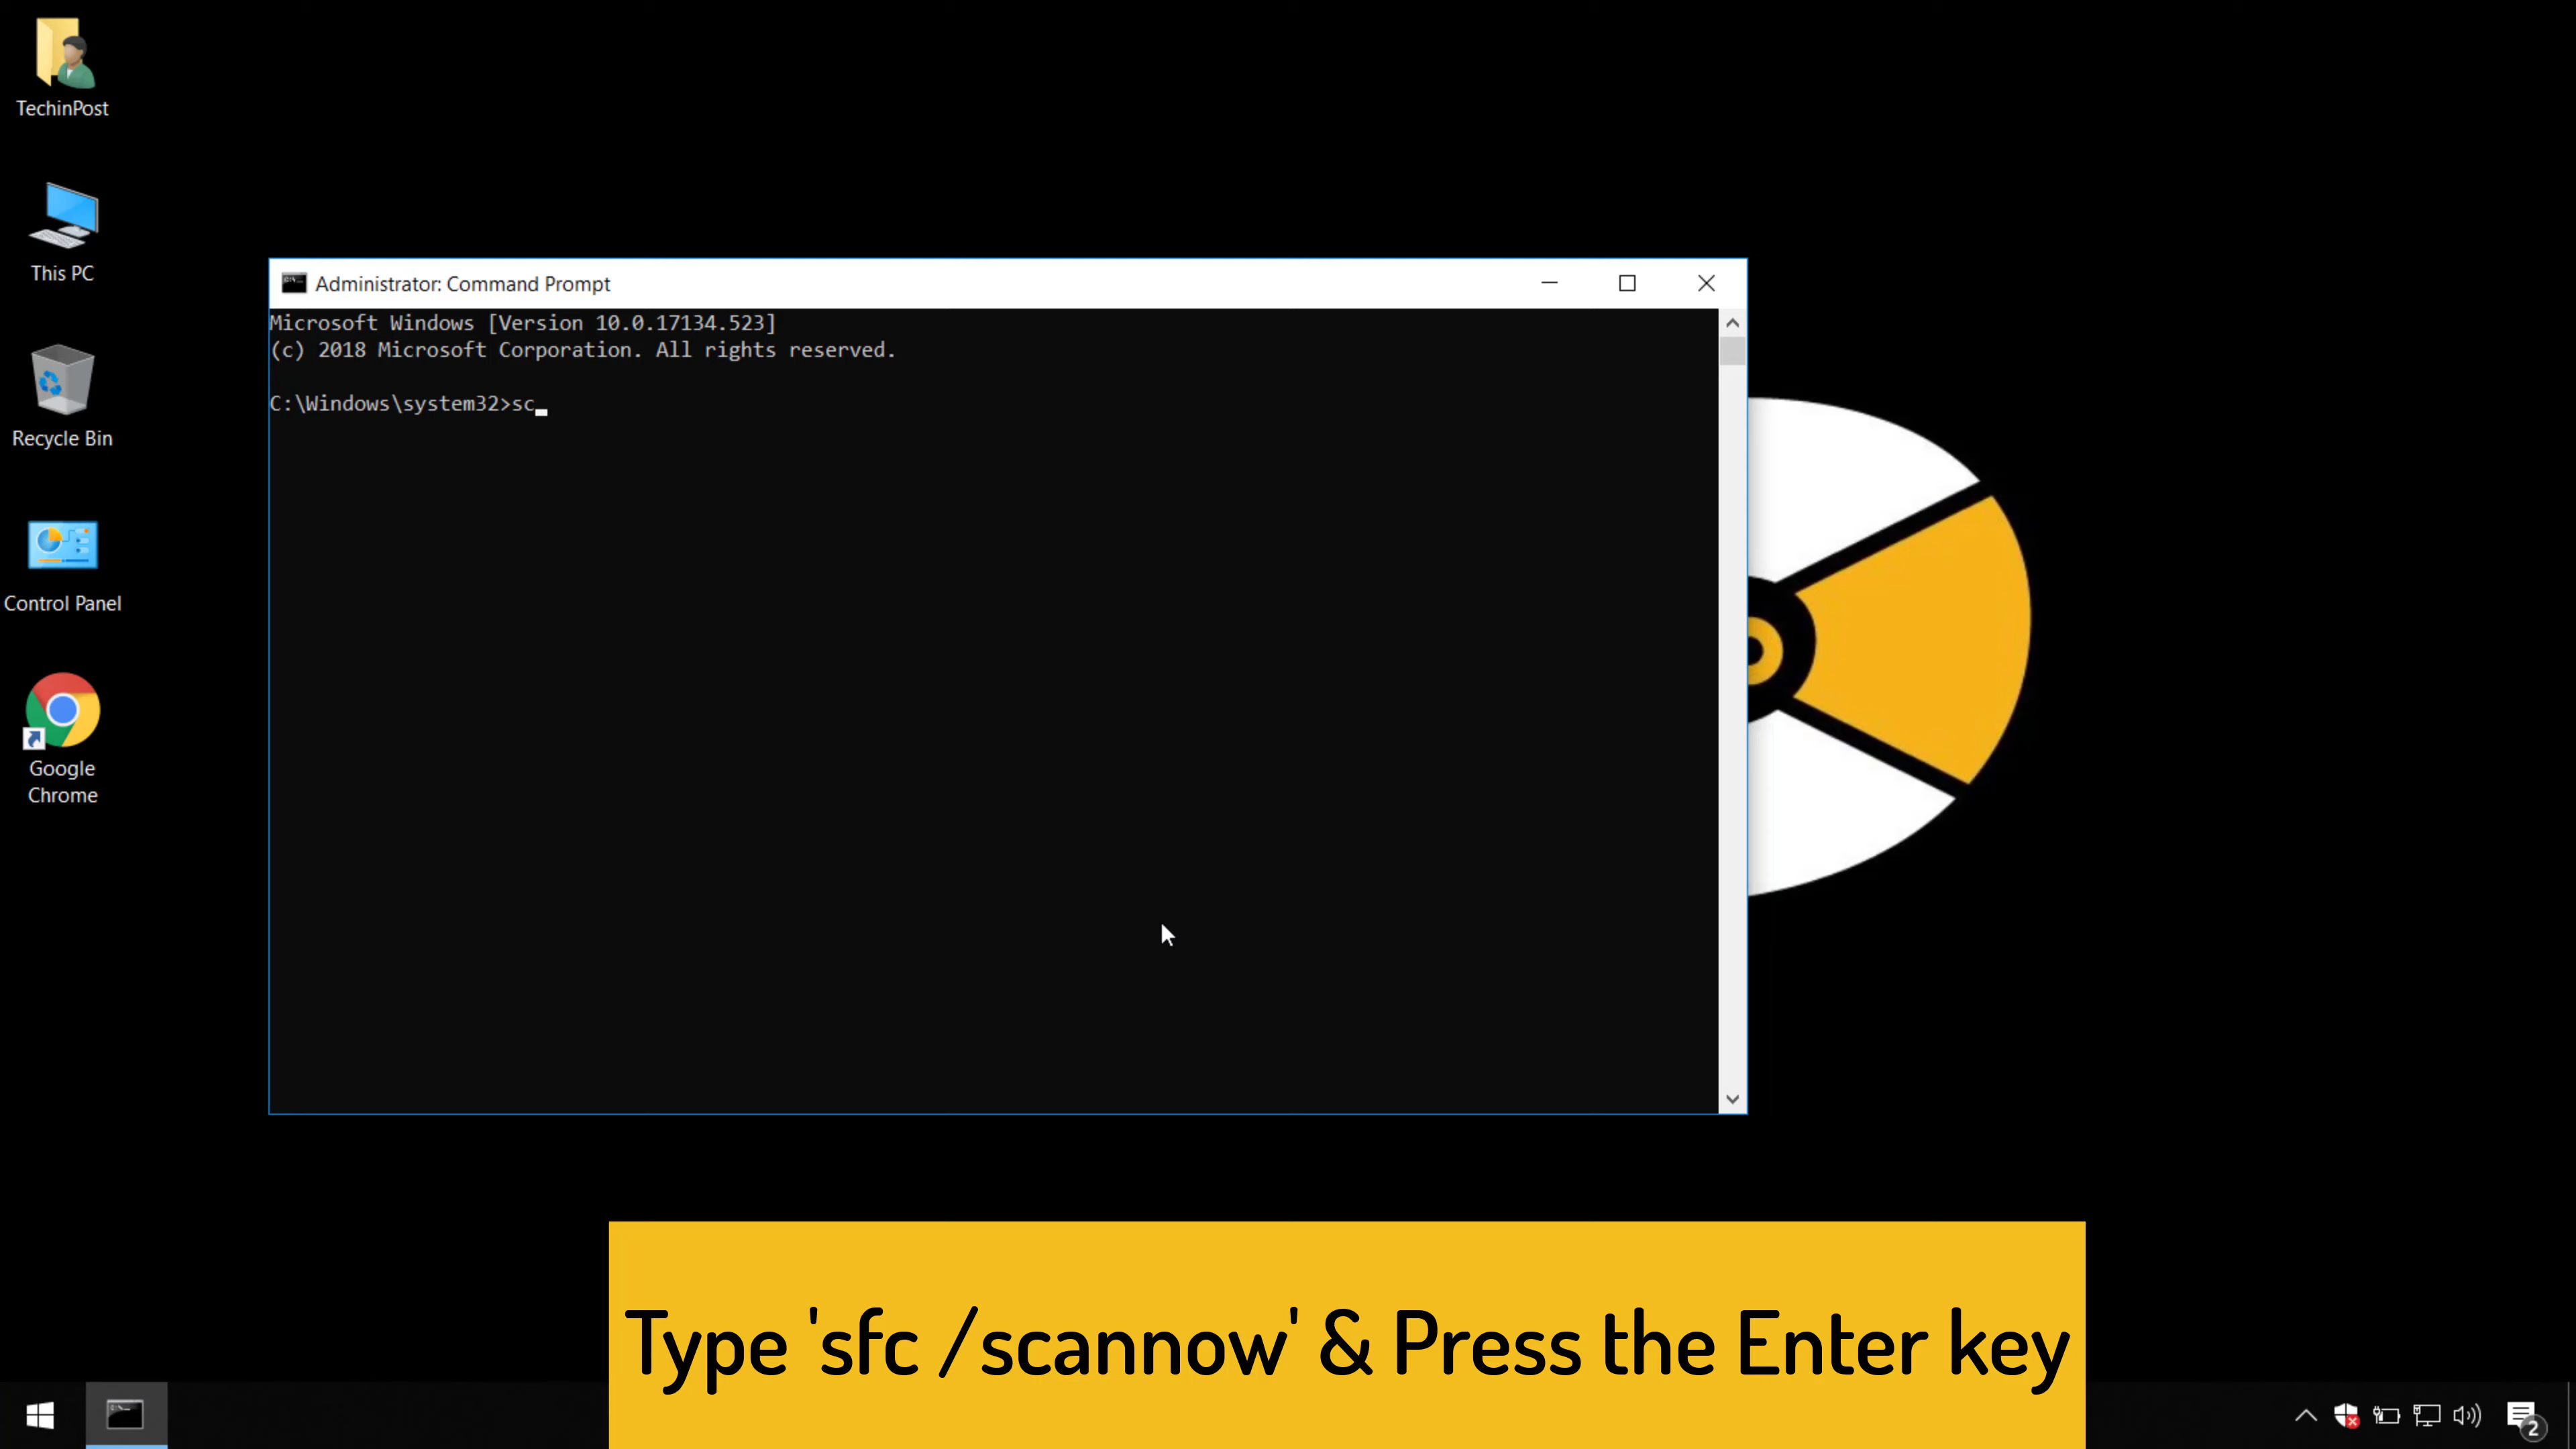 TechinPost
This PC
Recycle Bin
Control Panel
Google
Chrome
Administrator: Command Prompt
Microsoft Windows [Version 10.0.17134.523]
(c) 2018 Microsoft Corporation. All rights reserved.
C:\Windows\system32>sc
Type 'sfc /scannow' & Press the Enter key
2